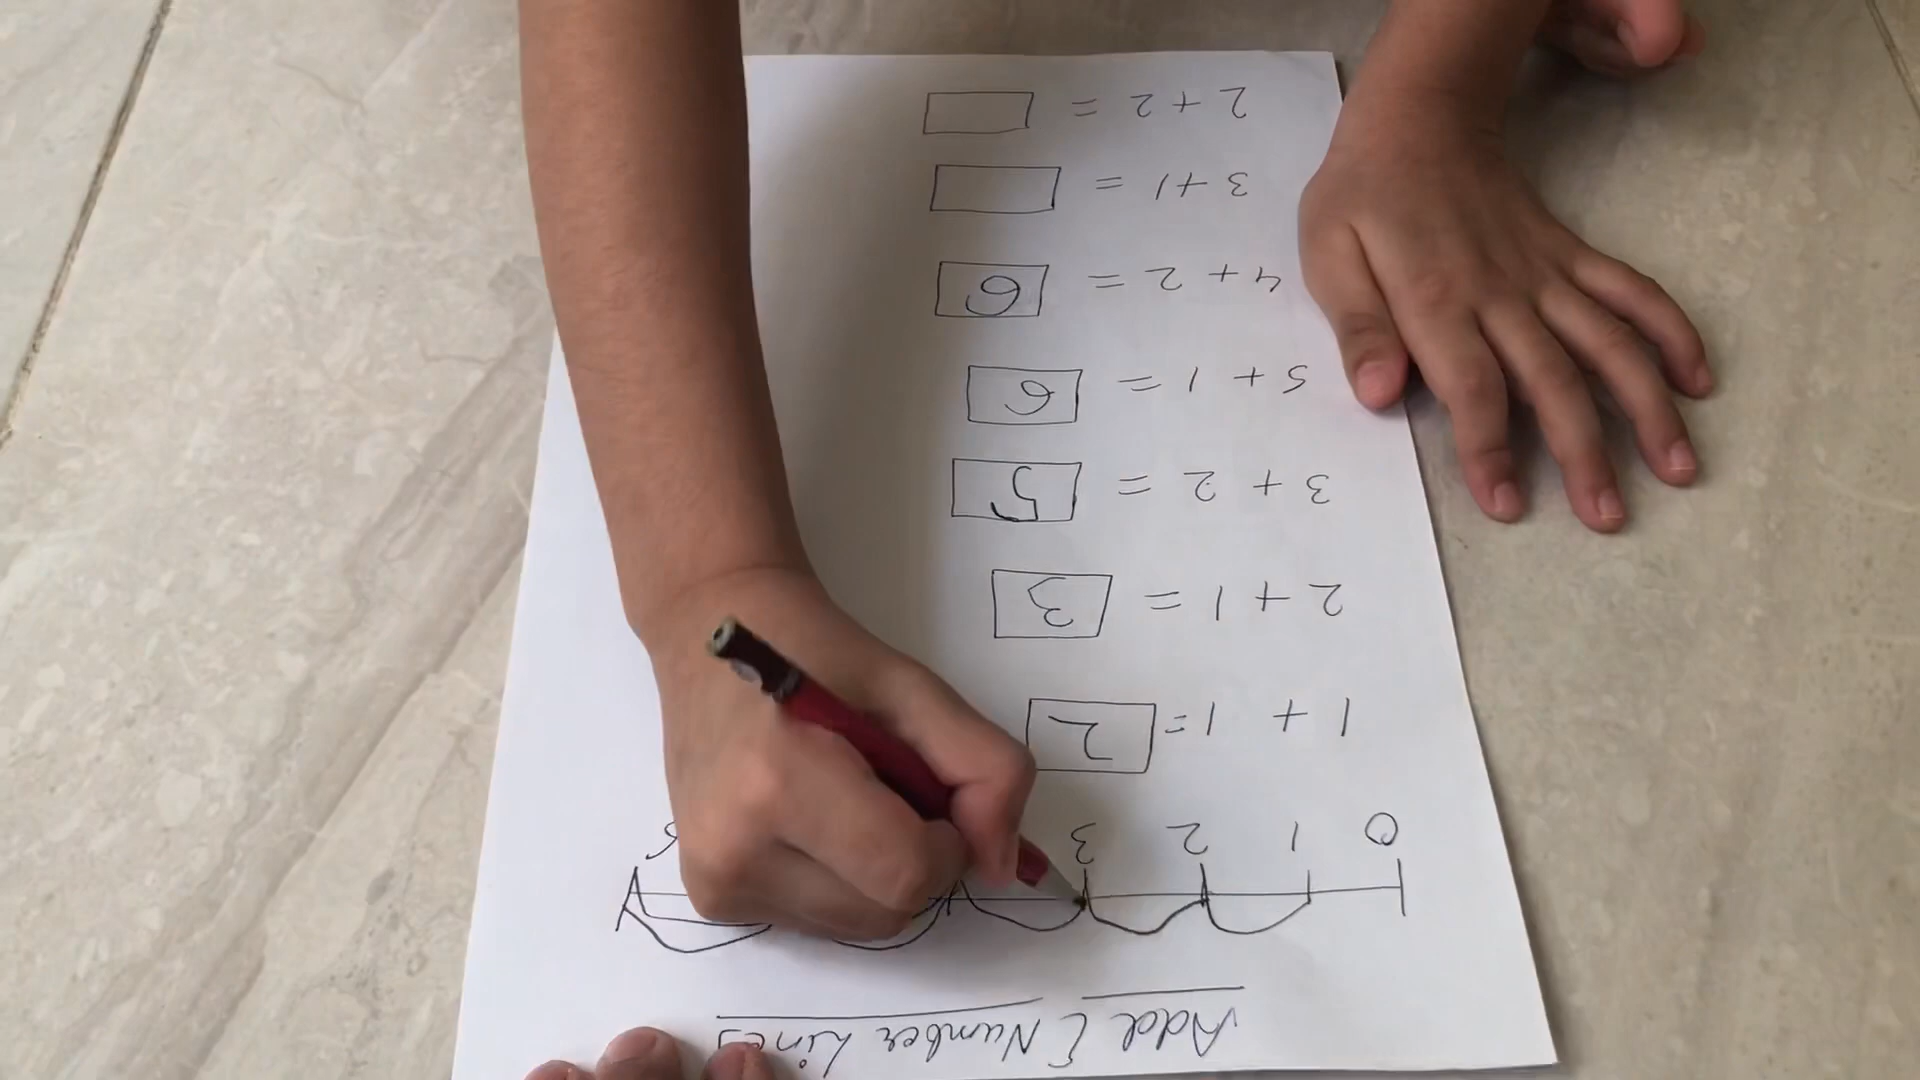 Add Number Lines
0 1 2 3
1 + 1 = 2
2 + 1 = 3
3 + 2 = 5
5 + 1 = 6
4 + 2 = 6
3 + 1 =
2 + 2 =